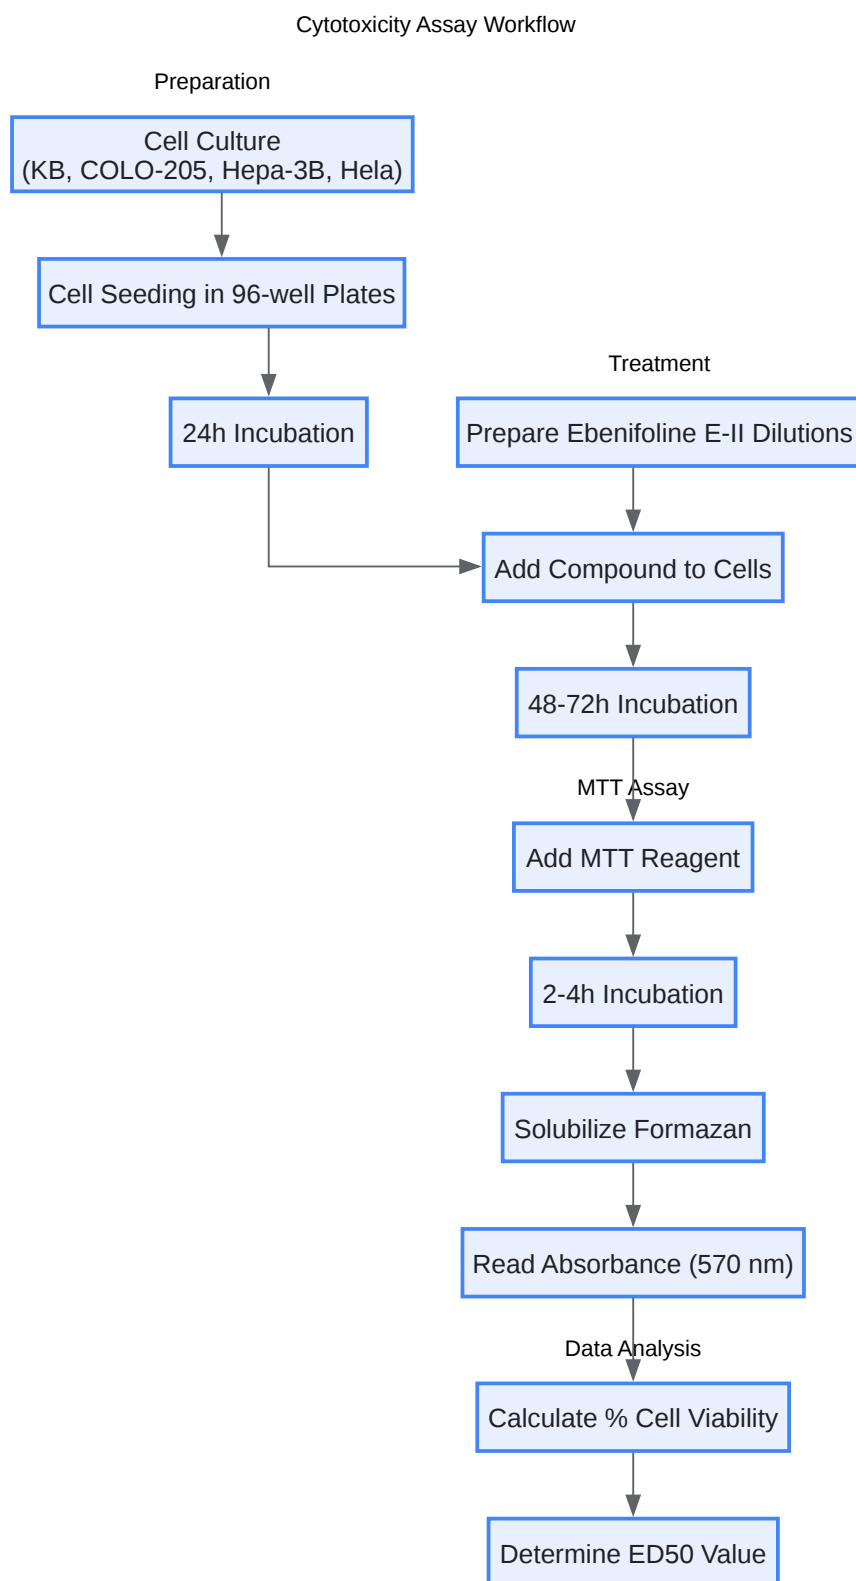 Cytotoxicity Assay Workflow
Preparation
Cell Culture
(KB, COLO-205, Hepa-3B, Hela)
Cell Seeding in 96-well Plates
24h Incubation
Treatment
Prepare Ebenifoline E-II Dilutions
Add Compound to Cells
48-72h Incubation
MTT Assay
Add MTT Reagent
2-4h Incubation
Solubilize Formazan
Read Absorbance (570 nm)
Data Analysis
Calculate % Cell Viability
Determine ED50 Value